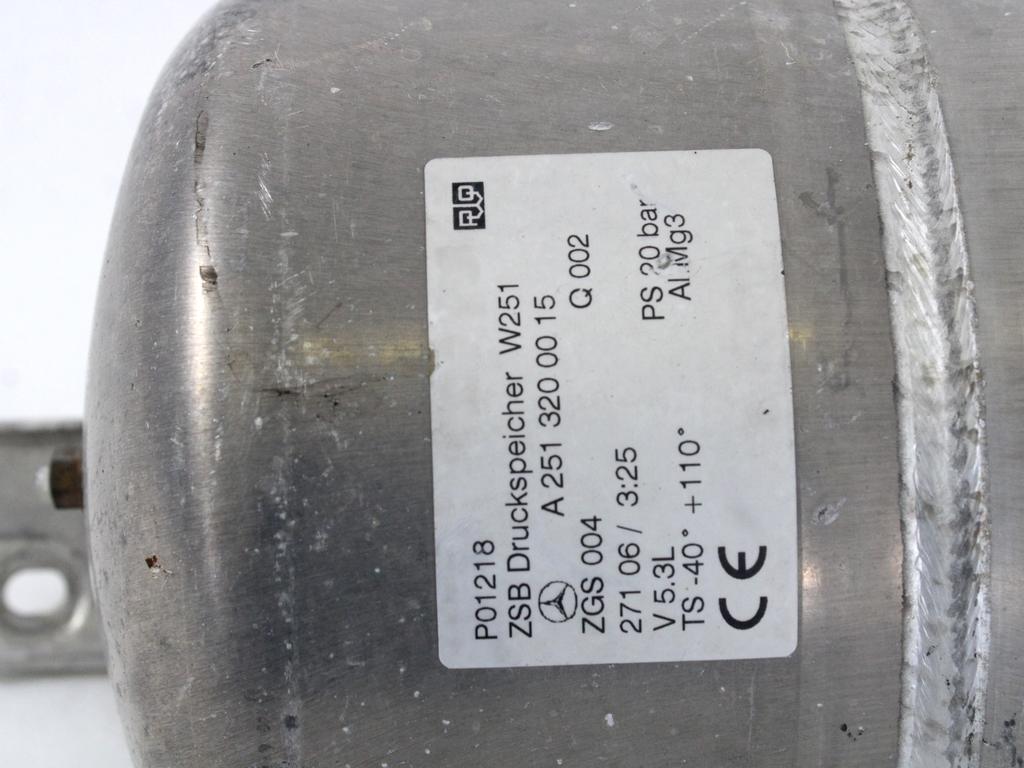 P01218
ZSB Druckspeicher W251
A 251 320 00 15
ZGS 004 Q 002
271 06 / 3:25
V 5.3L PS 20 bar
TS -40° +110° Al Mg3
CE